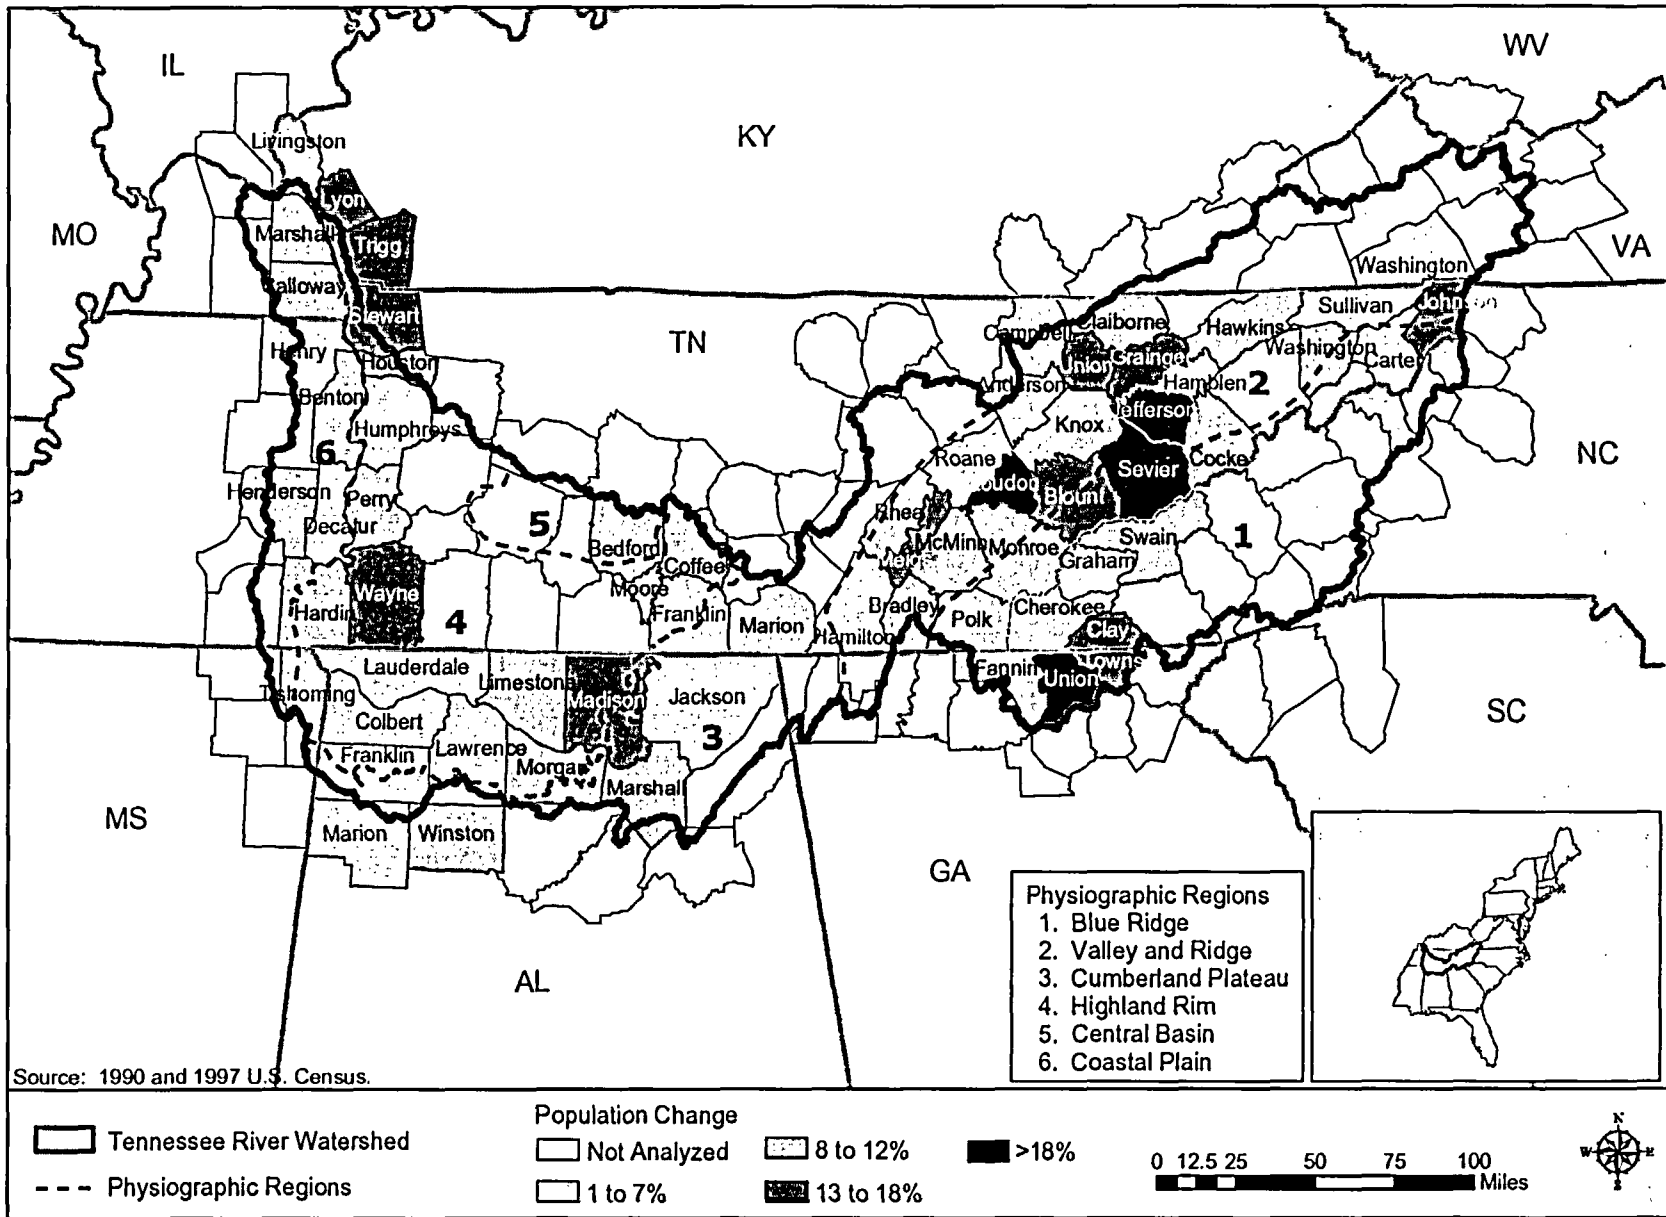 WV
IL
KY
Livingston
Lyon
MO
Marshall
Trigg
VA
Washington
Calloway
Stewart
Sullivan
Johnson
TN
Campbell
Claiborne
Hawkins
Henry
Houston
Washington
Carter
Union
Grainger
Anderson
Hamblen
2
Benton
Jefferson
Humphreys
Knox
NC
6
Roane
Sevier
Cocke
Loudon
Blount
Henderson
Perry
Rhea
Decatur
5
1
Swain
Bedford
McMinn
Monroe
Coffee
Graham
Meigs
Moore
Wayne
Hardin
4
Franklin
Marion
Bradley
Polk
Cherokee
Hamilton
Clay
Lauderdale
Limestone
Fannin
Towns
Union
Tishoming
Madison
Jackson
Colbert
SC
3
Franklin
Lawrence
Morgan
Marshall
MS
Marion
Winston
GA
AL
Physiographic Regions
1. Blue Ridge
2. Valley and Ridge
3. Cumberland Plateau
4. Highland Rim
5. Central Basin
6. Coastal Plain
Source: 1990 and 1997 U.S. Census.
Tennessee River Watershed
Physiographic Regions
Population Change
Not Analyzed
8 to 12%
>18%
1 to 7%
13 to 18%
0 12.5 25 50 75 100
Miles
N
W E
S